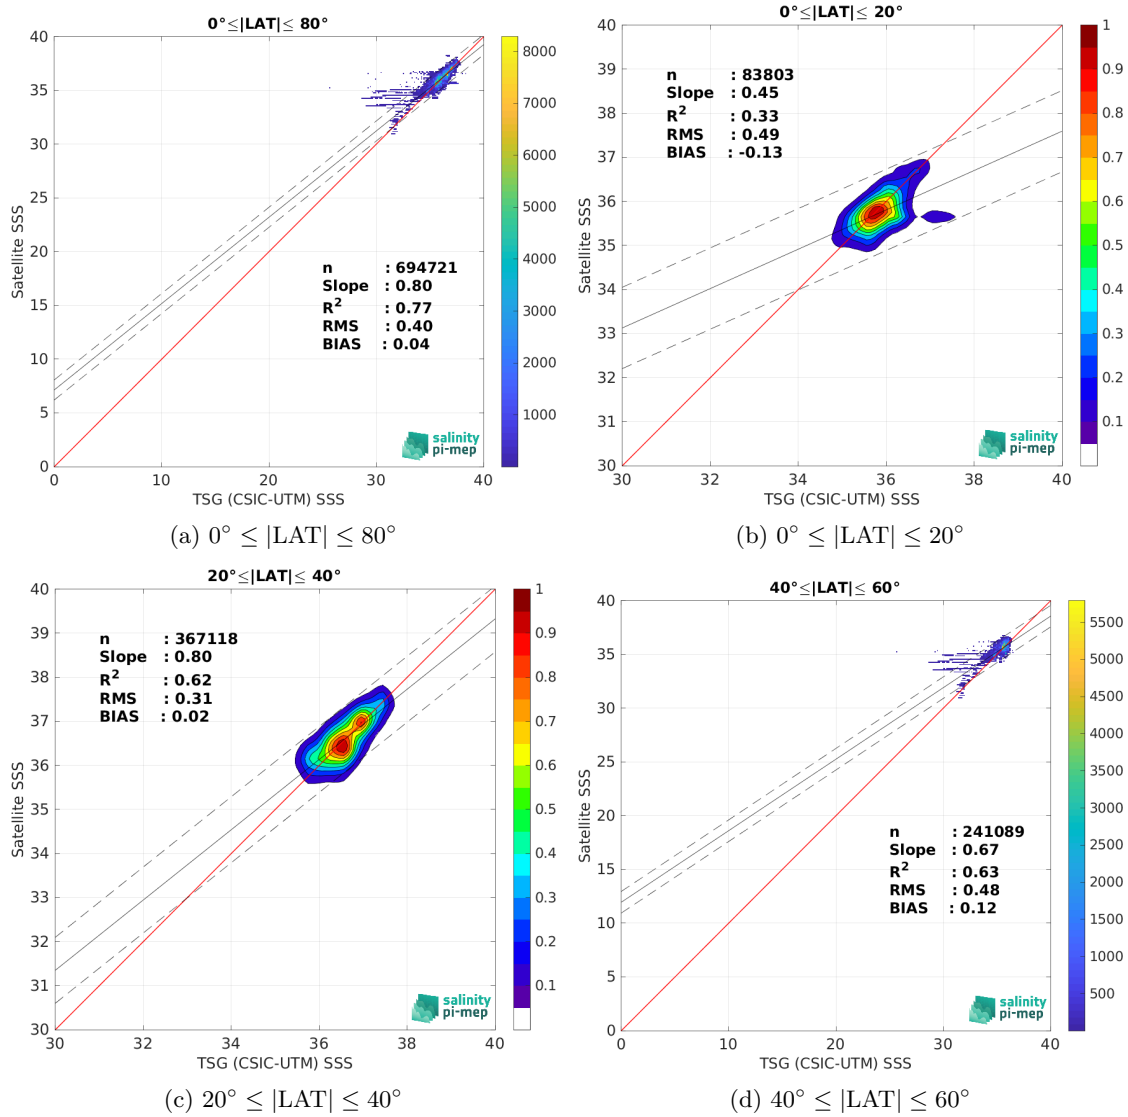 0°≤|LAT|≤ 80°
40
35
30
25
20
15
10
5
0
0
10
20
30
40
Satellite SSS
TSG (CSIC-UTM) SSS
n : 694721
Slope : 0.80
R² : 0.77
RMS : 0.40
BIAS : 0.04
salinity
pi-mep
8000
7000
6000
5000
4000
3000
2000
1000
(a) 0° ≤ |LAT| ≤ 80°
0°≤|LAT|≤ 20°
40
39
38
37
36
35
34
33
32
31
30
30
32
34
36
38
40
Satellite SSS
TSG (CSIC-UTM) SSS
n : 83803
Slope : 0.45
R² : 0.33
RMS : 0.49
BIAS : -0.13
salinity
pi-mep
1
0.9
0.8
0.7
0.6
0.5
0.4
0.3
0.2
0.1
(b) 0° ≤ |LAT| ≤ 20°
20°≤|LAT|≤ 40°
40
39
38
37
36
35
34
33
32
31
30
30
32
34
36
38
40
Satellite SSS
TSG (CSIC-UTM) SSS
n : 367118
Slope : 0.80
R² : 0.62
RMS : 0.31
BIAS : 0.02
salinity
pi-mep
1
0.9
0.8
0.7
0.6
0.5
0.4
0.3
0.2
0.1
(c) 20° ≤ |LAT| ≤ 40°
40°≤|LAT|≤ 60°
40
35
30
25
20
15
10
5
0
0
10
20
30
40
Satellite SSS
TSG (CSIC-UTM) SSS
n : 241089
Slope : 0.67
R² : 0.63
RMS : 0.48
BIAS : 0.12
salinity
pi-mep
5500
5000
4500
4000
3500
3000
2500
2000
1500
1000
500
(d) 40° ≤ |LAT| ≤ 60°